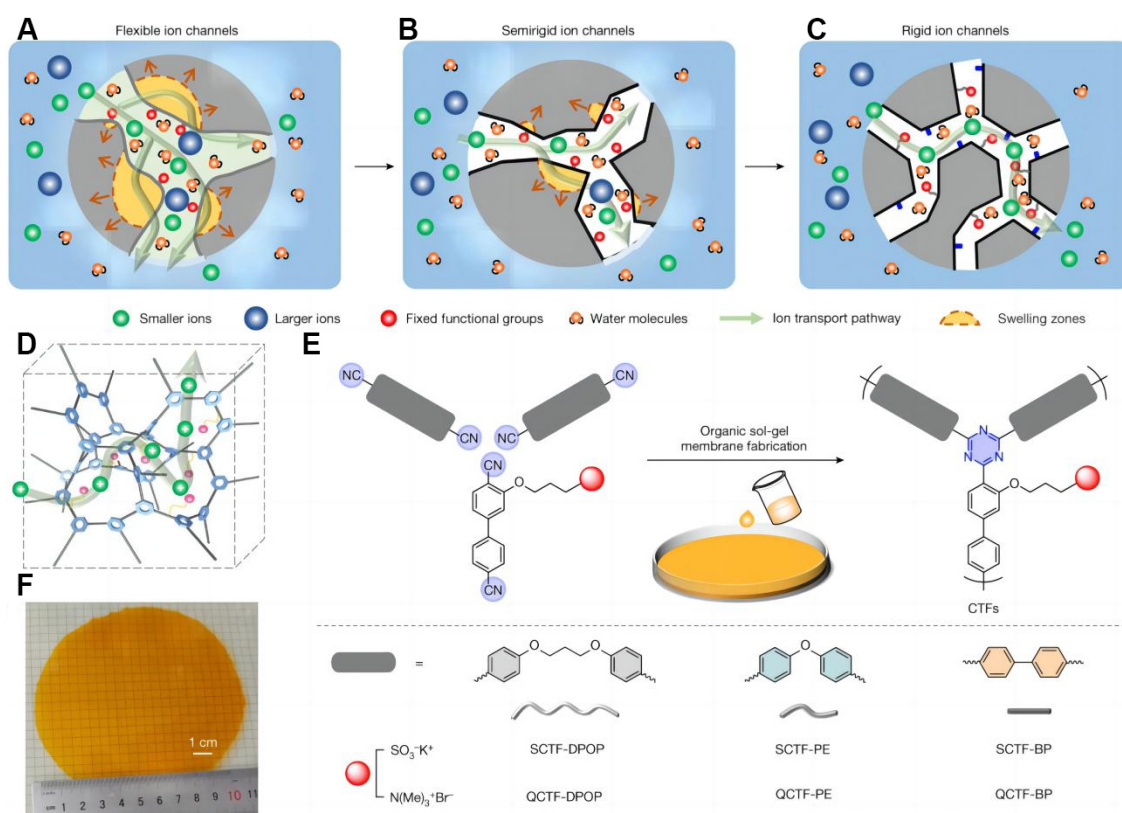 A
Flexible ion channels
B
Semirigid ion channels
C
Rigid ion channels
Smaller ions
Larger ions
Fixed functional groups
Water molecules
Ion transport pathway
Swelling zones
D
E
NC
CN
CN
NC
CN
O
CN
Organic sol-gel
membrane fabrication
N
N
N
O
CTFs
=
O
O
O
SO₃⁻K⁺
SCTF-DPOP
SCTF-PE
SCTF-BP
N(Me)₃⁺Br⁻
QCTF-DPOP
QCTF-PE
QCTF-BP
F
1 cm
cm 1 2 3 4 5 6 7 8 9 10 11